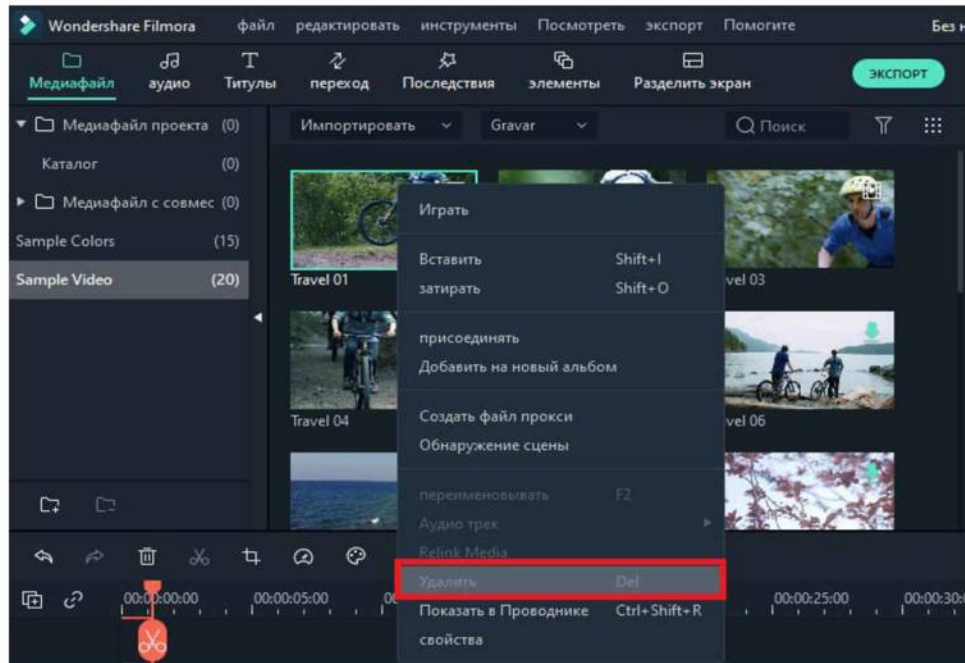 Wondershare Filmora файл редактировать инструменты Посмотреть экспорт Помогите Без
Медиафайл аудио Титулы переход Последствия элементы Разделить экран ЭКСПОРТ
Медиафайл проекта (0)
Каталог (0)
Медиафайл с совмес (0)
Sample Colors (15)
Sample Video (20)
Импортировать Gravar Поиск
Travel 01
vel 03
Travel 04
vel 06
Играть
Вставить Shift+I
затирать Shift+O
присоединять
Добавить на новый альбом
Создать файл прокси
Обнаружение сцены
переименовывать F2
Аудио трек
Relink Media
Удалить Del
Показать в Проводнике Ctrl+Shift+R
свойства
00:00:00:00 00:00:05:00 00 00:00:25:00 00:00:30: